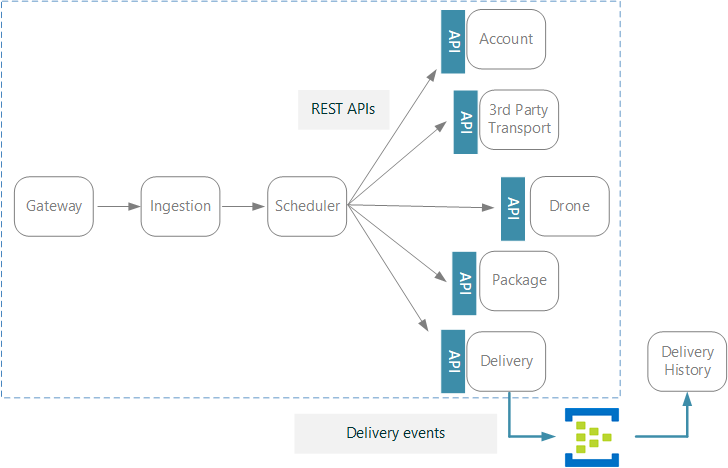 API
Account
REST APIs
API
3rd Party
Transport
Gateway
Ingestion
Scheduler
API
Drone
API
Package
API
Delivery
Delivery
History
Delivery events